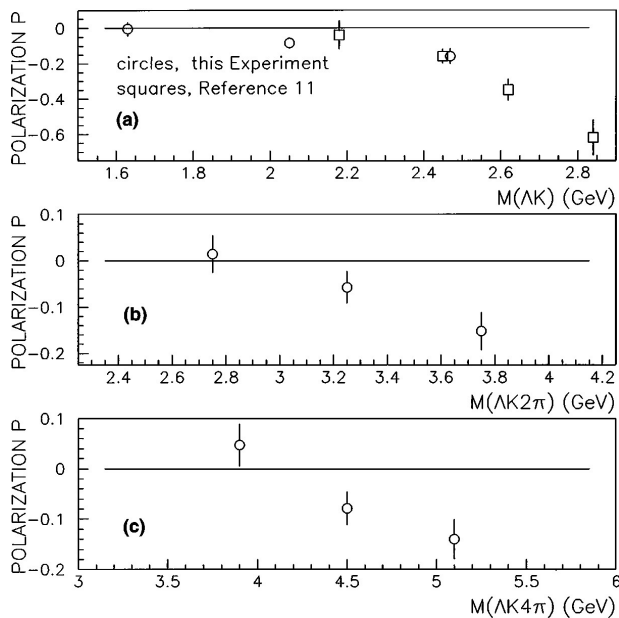 POLARIZATION P
0
-0.2
-0.4
-0.6
circles, this Experiment
squares, Reference 11
(a)
1.6 1.8 2 2.2 2.4 2.6 2.8
M(ΛK) (GeV)
POLARIZATION P
0.1
0
-0.1
-0.2
(b)
2.4 2.6 2.8 3 3.2 3.4 3.6 3.8 4 4.2
M(ΛK2π) (GeV)
POLARIZATION P
0.1
0
-0.1
-0.2
(c)
3 3.5 4 4.5 5 5.5 6
M(ΛK4π) (GeV)